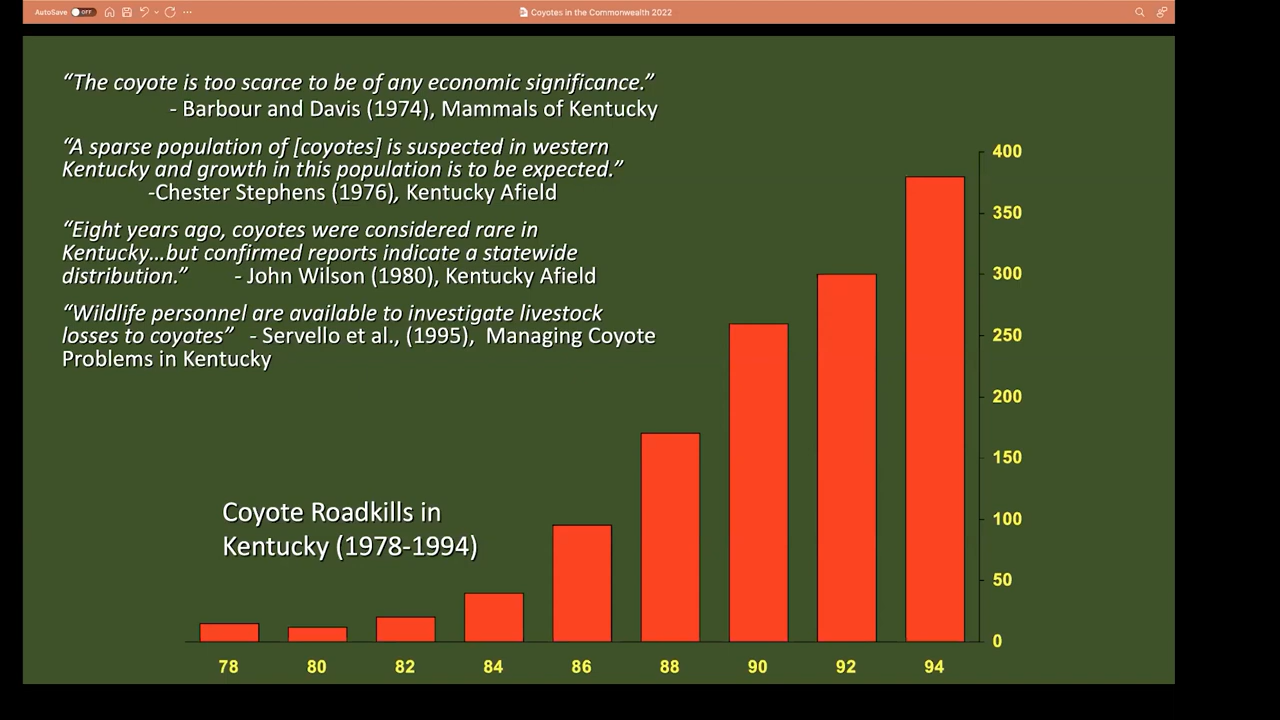 AutoSave OFF
Coyotes in the Commonwealth 2022
“The coyote is too scarce to be of any economic significance.”
- Barbour and Davis (1974), Mammals of Kentucky
“A sparse population of [coyotes] is suspected in western
Kentucky and growth in this population is to be expected.”
-Chester Stephens (1976), Kentucky Afield
“Eight years ago, coyotes were considered rare in
Kentucky…but confirmed reports indicate a statewide
distribution.” - John Wilson (1980), Kentucky Afield
“Wildlife personnel are available to investigate livestock
losses to coyotes” - Servello et al., (1995), Managing Coyote
Problems in Kentucky
Coyote Roadkills in
Kentucky (1978-1994)
400
350
300
250
200
150
100
50
0
78 80 82 84 86 88 90 92 94